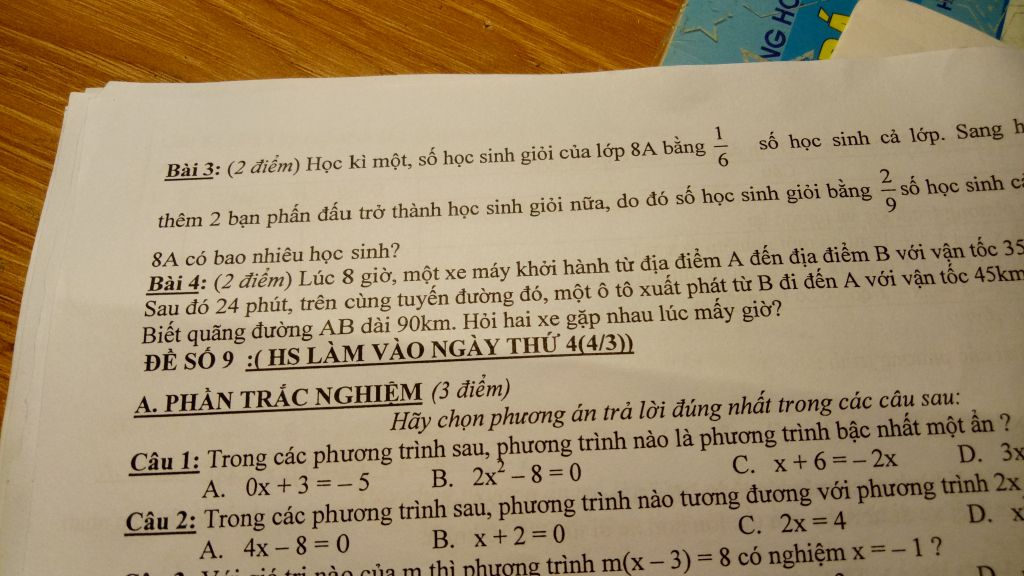 NG HỌ
Bài 3: (2 điểm) Học kì một, số học sinh giỏi của lớp 8A bằng 1/6 số học sinh cả lớp. Sang h
thêm 2 bạn phấn đấu trở thành học sinh giỏi nữa, do đó số học sinh giỏi bằng 2/9 số học sinh cả
8A có bao nhiêu học sinh?
Bài 4: (2 điểm) Lúc 8 giờ, một xe máy khởi hành từ địa điểm A đến địa điểm B với vận tốc 35
Sau đó 24 phút, trên cùng tuyến đường đó, một ô tô xuất phát từ B đi đến A với vận tốc 45km
Biết quãng đường AB dài 90km. Hỏi hai xe gặp nhau lúc mấy giờ?
ĐỀ SỐ 9 :( HS LÀM VÀO NGÀY THỨ 4(4/3))
A. PHẦN TRẮC NGHIỆM (3 điểm)
Hãy chọn phương án trả lời đúng nhất trong các câu sau:
Câu 1: Trong các phương trình sau, phương trình nào là phương trình bậc nhất một ẩn ?
A. 0x + 3 = – 5 B. 2x² – 8 = 0 C. x + 6 = – 2x D. 3x
Câu 2: Trong các phương trình sau, phương trình nào tương đương với phương trình 2x
A. 4x – 8 = 0 B. x + 2 = 0 C. 2x = 4 D. x
của m thì phương trình m(x – 3) = 8 có nghiệm x = – 1 ?